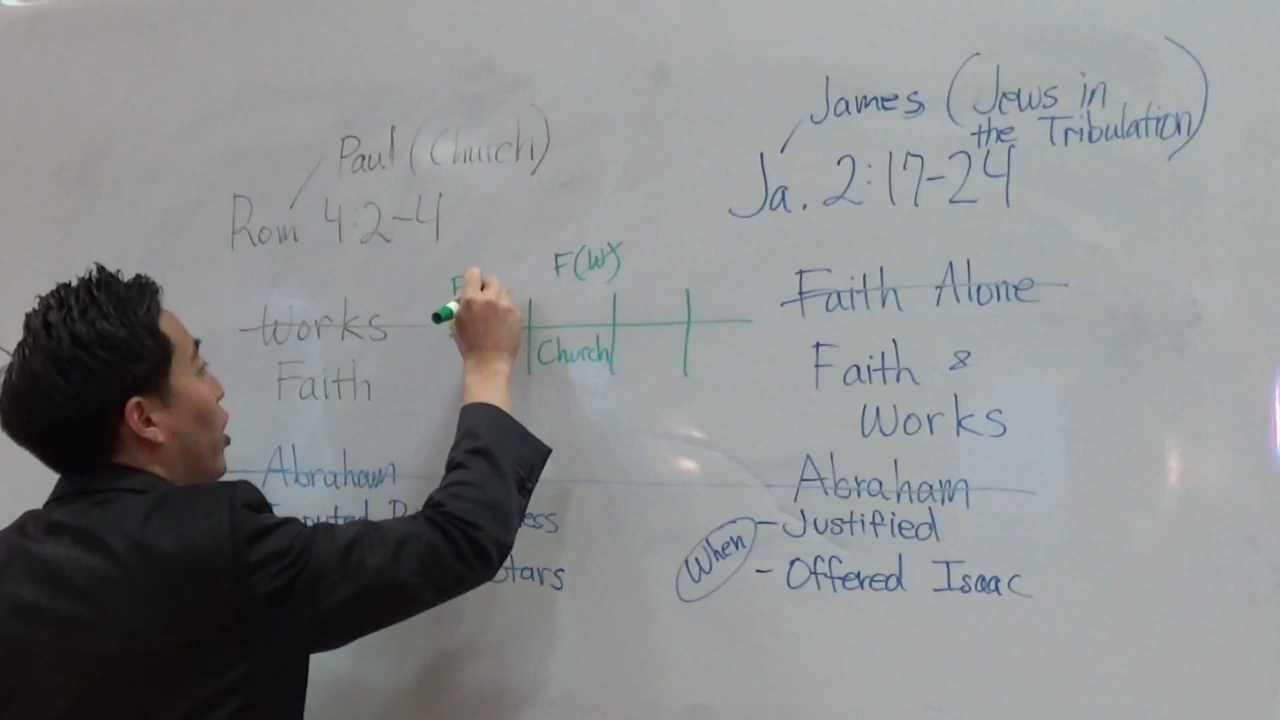 Paul (Church)
Rom 4:2-4
Works
Faith
Abraham
Stars
F
F(W)
Church
James (Jews in
the Tribulation)
Ja. 2:17-24
Faith Alone
Faith &
Works
Abraham
When
- Justified
- Offered Isaac